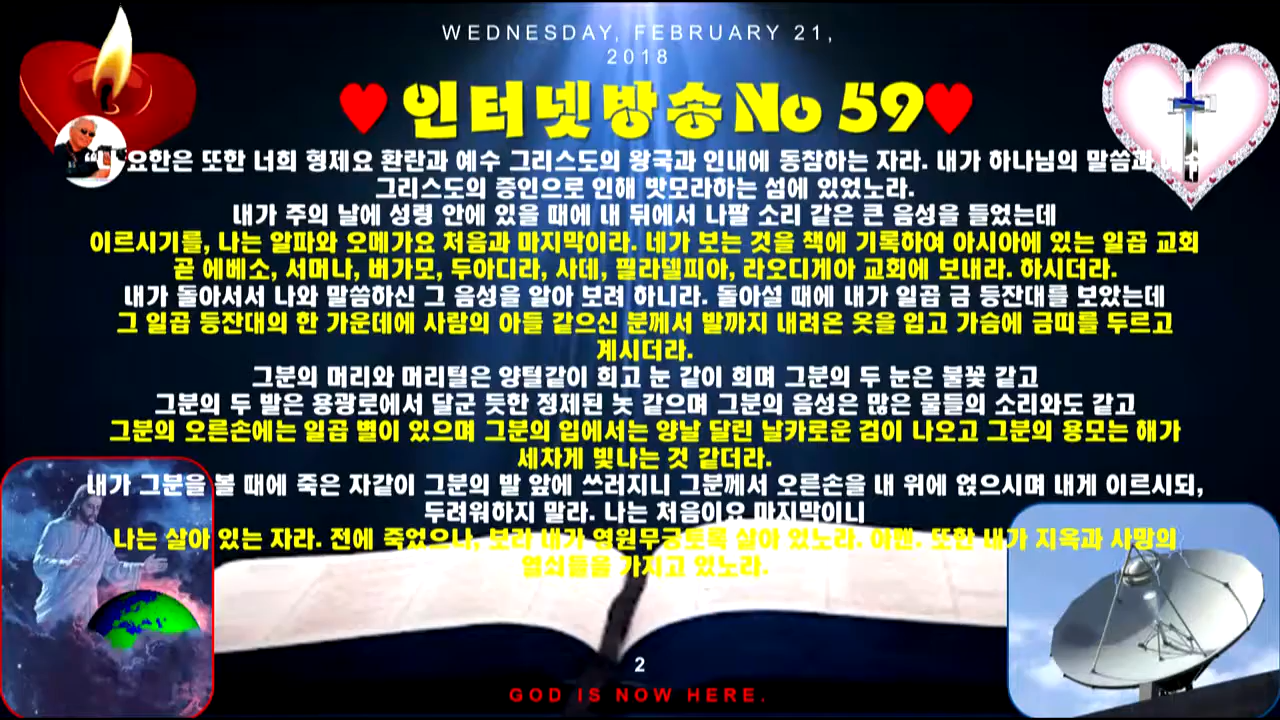 WEDNESDAY, FEBRUARY 21,
2018
인터넷방송No 59
요한은 또한 너희 형제요 환란과 예수 그리스도의 왕국과 인내에 동참하는 자라. 내가 하나님의 말씀과 예수
그리스도의 증인으로 인해 밧모라하는 섬에 있었노라.
내가 주의 날에 성령 안에 있을 때에 내 뒤에서 나팔 소리 같은 큰 음성을 들었는데
이르시기를, 나는 알파와 오메가요 처음과 마지막이라. 네가 보는 것을 책에 기록하여 아시아에 있는 일곱 교회
곧 에베소, 서머나, 버가모, 두아디라, 사데, 필라델피아, 라오디게아 교회에 보내라. 하시더라.
내가 돌아서서 나와 말씀하신 그 음성을 알아 보려 하니라. 돌아설 때에 내가 일곱 금 등잔대를 보았는데
그 일곱 등잔대의 한 가운데에 사람의 아들 같으신 분께서 발까지 내려온 옷을 입고 가슴에 금띠를 두르고
계시더라.
그분의 머리와 머리털은 양털같이 희고 눈 같이 희며 그분의 두 눈은 불꽃 같고
그분의 두 발은 용광로에서 달군 듯한 정제된 놋 같으며 그분의 음성은 많은 물들의 소리와도 같고
그분의 오른손에는 일곱 별이 있으며 그분의 입에서는 양날 달린 날카로운 검이 나오고 그분의 용모는 해가
세차게 빛나는 것 같더라.
내가 그분을 볼 때에 죽은 자같이 그분의 발 앞에 쓰러지니 그분께서 오른손을 내 위에 얹으시며 내게 이르시되,
두려워하지 말라. 나는 처음이요 마지막이니
나는 살아 있는 자라. 전에 죽었으나, 보라 내가 영원무궁토록 살아 있노라. 아멘. 또한 내가 지옥과 사망의
열쇠들을 가지고 있노라.
2
GOD IS NOW HERE.